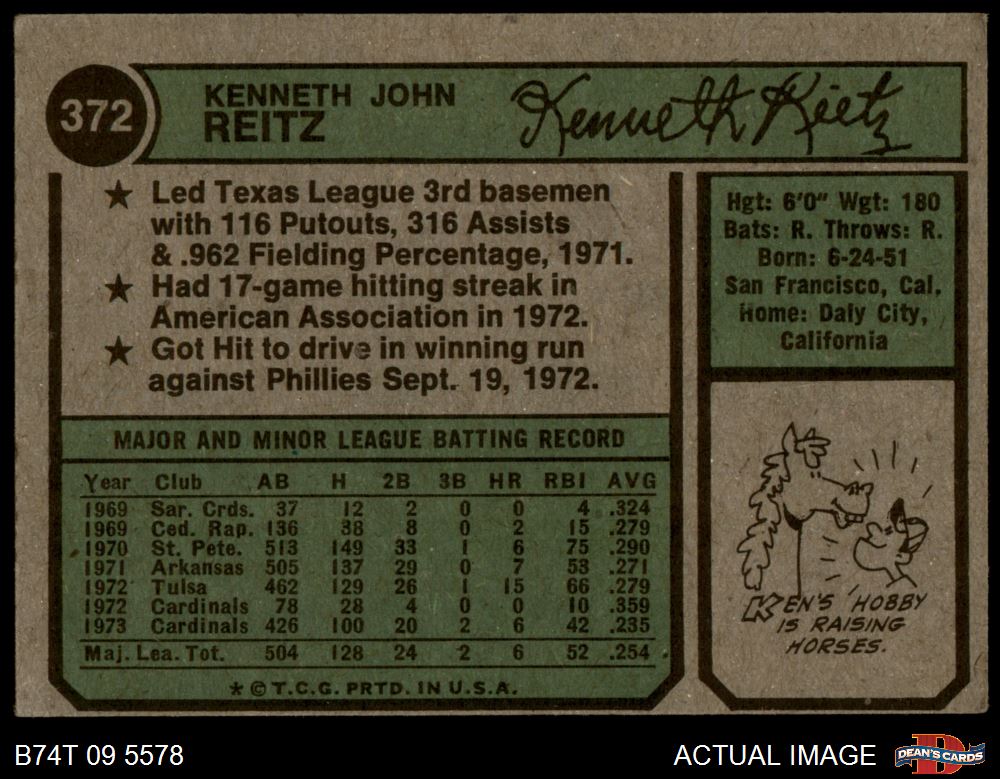 372
KENNETH JOHN
REITZ
Kenneth Rietz
★ Led Texas League 3rd basemen
with 116 Putouts, 316 Assists
& .962 Fielding Percentage, 1971.
★ Had 17-game hitting streak in
American Association in 1972.
★ Got Hit to drive in winning run
against Phillies Sept. 19, 1972.
Hgt: 6'0" Wgt: 180
Bats: R. Throws: R.
Born: 6-24-51
San Francisco, Cal.
Home: Daly City,
California
MAJOR AND MINOR LEAGUE BATTING RECORD
Year Club AB H 2B 3B HR RBI AVG
1969 Sar. Crds. 37 12 2 0 0 4 .324
1969 Ced. Rap. 136 38 8 0 2 15 .279
1970 St. Pete. 513 149 33 1 6 75 .290
1971 Arkansas 505 137 29 0 7 53 .271
1972 Tulsa 462 129 26 1 15 66 .279
1972 Cardinals 78 28 4 0 0 10 .359
1973 Cardinals 426 100 20 2 6 42 .235
Maj. Lea. Tot. 504 128 24 2 6 52 .254
* © T.C.G. PRTD. IN U.S.A.
KEN'S HOBBY
IS RAISING
HORSES.
B74T 09 5578
ACTUAL IMAGE
DEAN'S CARDS